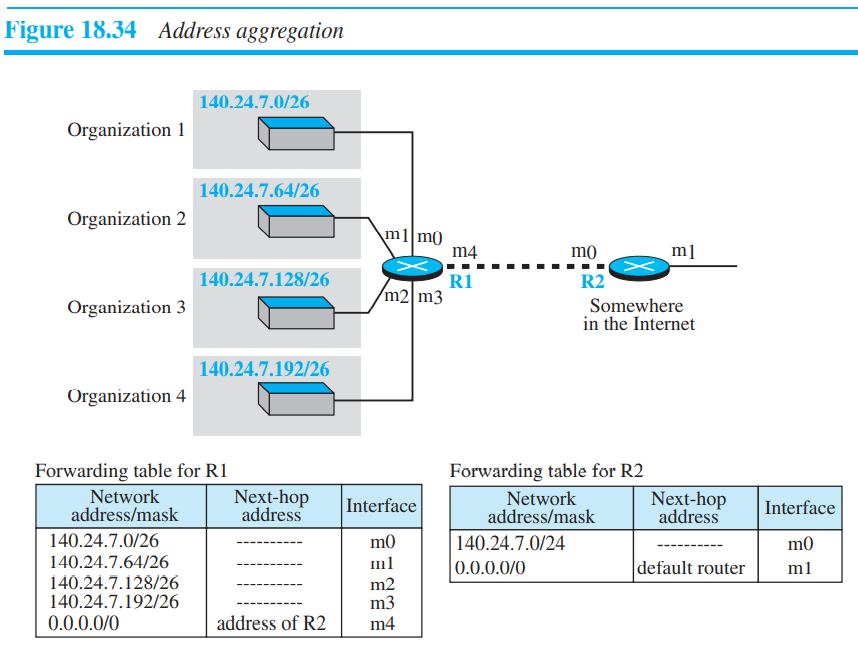 Figure 18.34 Address aggregation
140.24.7.0/26
Organization 1
140.24.7.64/26
Organization 2
m1 m0
m4
m0
m1
140.24.7.128/26
R1
R2
Organization 3
m2 m3
Somewhere
in the Internet
140.24.7.192/26
Organization 4
Forwarding table for R1
Network
address/mask
Next-hop
address
Interface
140.24.7.0/26 ---------- m0
140.24.7.64/26 ---------- m1
140.24.7.128/26 ---------- m2
140.24.7.192/26 ---------- m3
0.0.0.0/0 address of R2 m4
Forwarding table for R2
Network
address/mask
Next-hop
address
Interface
140.24.7.0/24 ---------- m0
0.0.0.0/0 default router m1